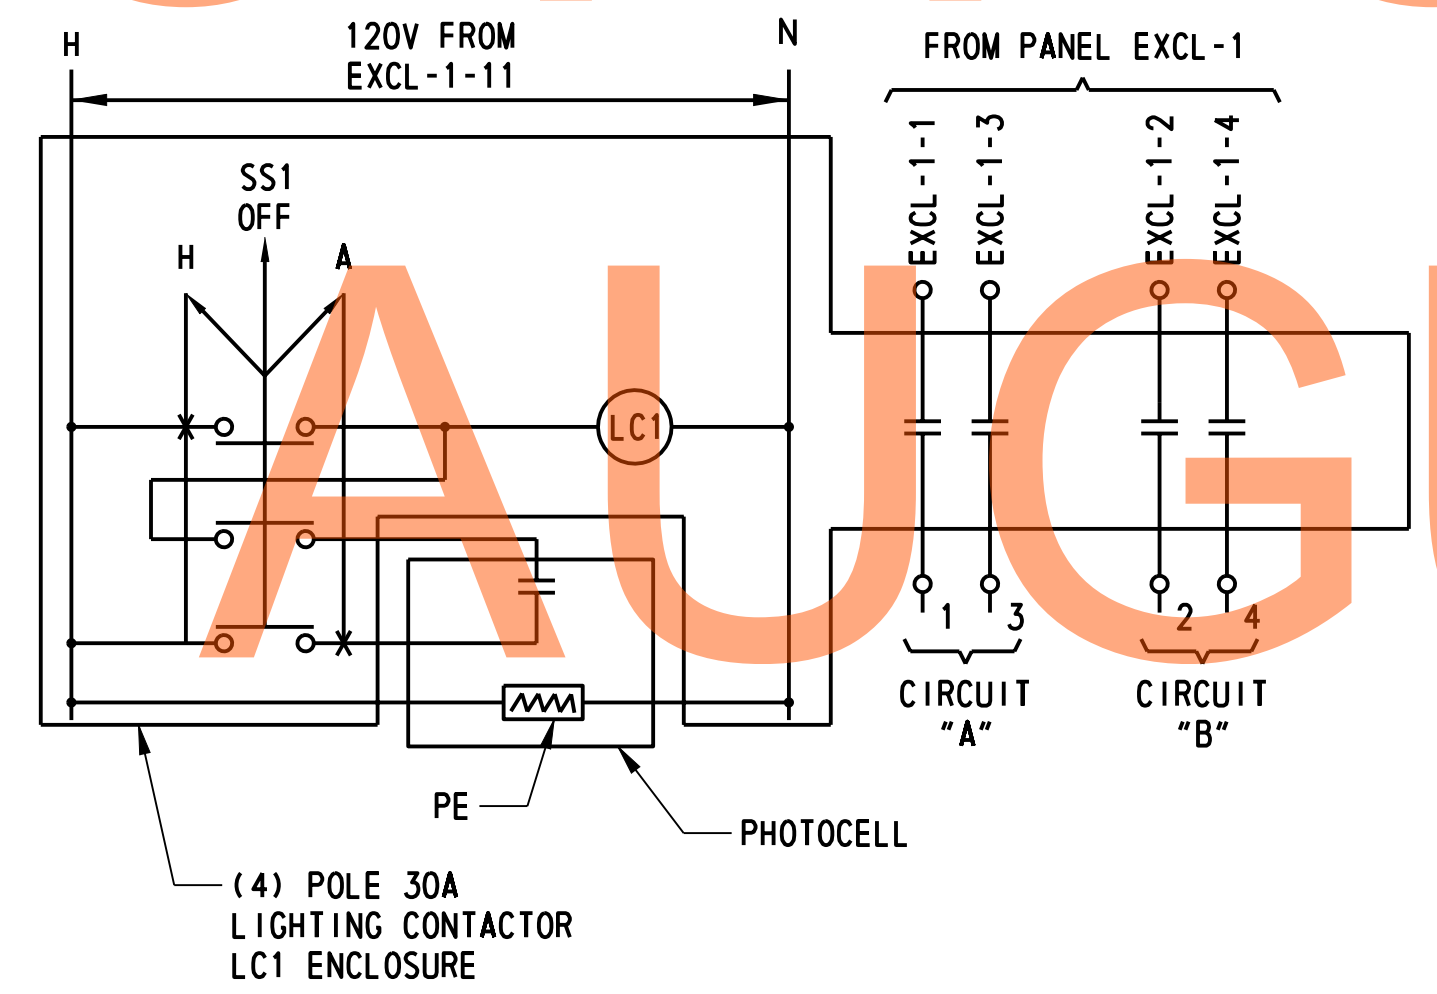 H
120V FROM
EXCL-1-11
N
FROM PANEL EXCL-1
EXCL-1-1
EXCL-1-3
EXCL-1-2
EXCL-1-4
SS1
OFF
H
A
LC1
1
3
2
4
CIRCUIT
"A"
CIRCUIT
"B"
PE
PHOTOCELL
(4) POLE 30A
LIGHTING CONTACTOR
LC1 ENCLOSURE
AUG